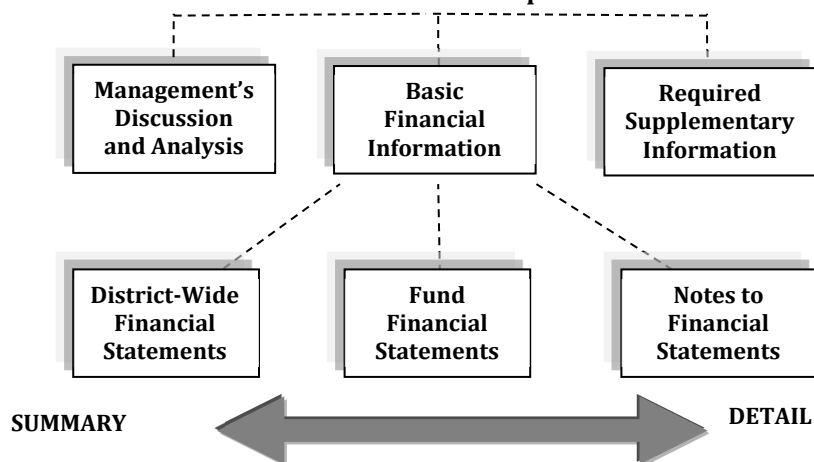 Management’s
Discussion
and Analysis
Basic
Financial
Information
Required
Supplementary
Information
District-Wide
Financial
Statements
Fund
Financial
Statements
Notes to
Financial
Statements
SUMMARY
DETAIL